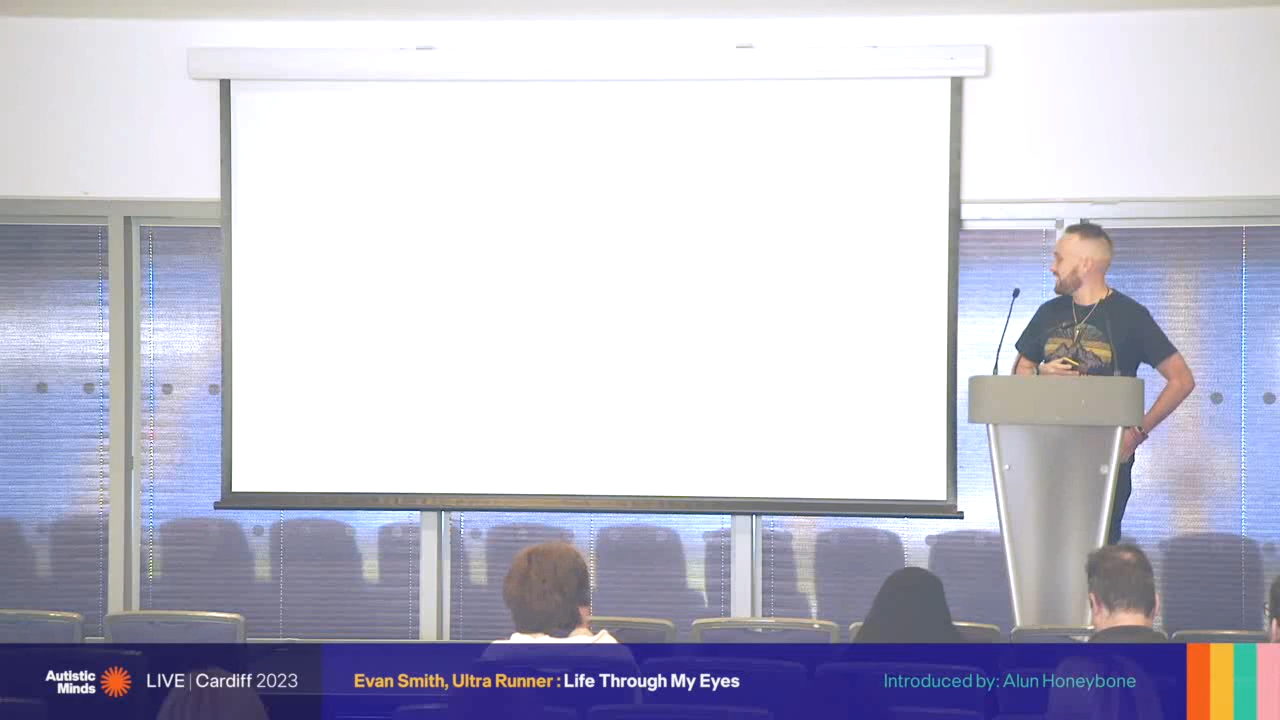 Autistic
Minds
LIVE | Cardiff 2023
Evan Smith, Ultra Runner : Life Through My Eyes
Introduced by: Alun Honeybone